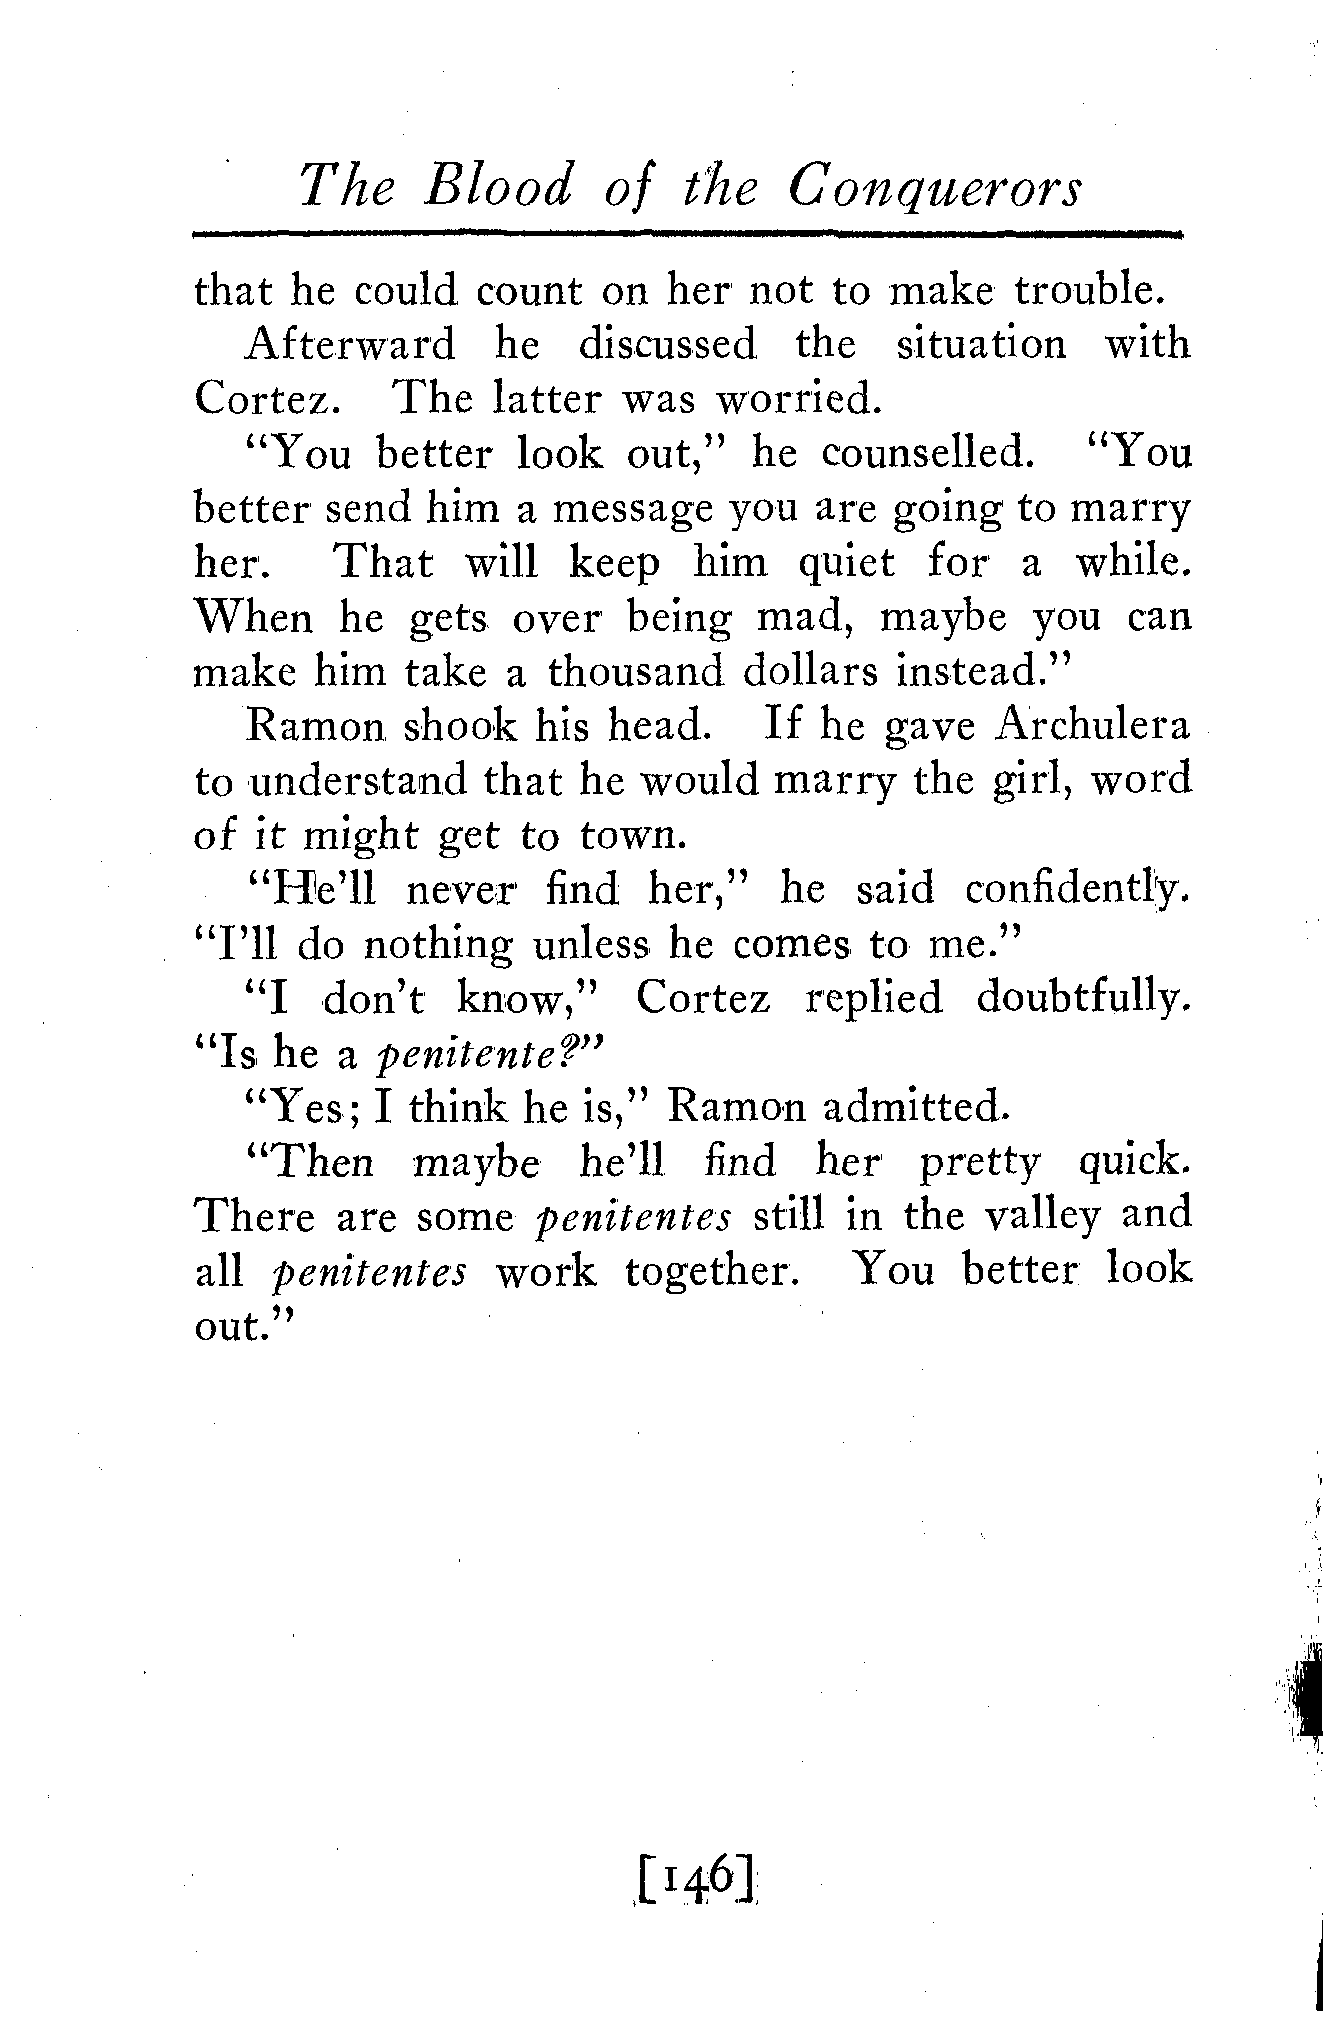 The Blood of the Conquerors
that he could count on her not to make trouble.
Afterward he discussed the situation with
Cortez. The latter was worried.
“You better look out,” he counselled. “You
better send him a message you are going to marry
her. That will keep him quiet for a while.
When he gets over being mad, maybe you can
make him take a thousand dollars instead.”
Ramon shook his head. If he gave Archulera
to understand that he would marry the girl, word
of it might get to town.
“He’ll never find her,” he said confidently.
“I’ll do nothing unless he comes to me.”
“I don’t know,” Cortez replied doubtfully.
“Is he a penitente?”
“Yes; I think he is,” Ramon admitted.
“Then maybe he’ll find her pretty quick.
There are some penitentes still in the valley and
all penitentes work together. You better look
out.”
[146]